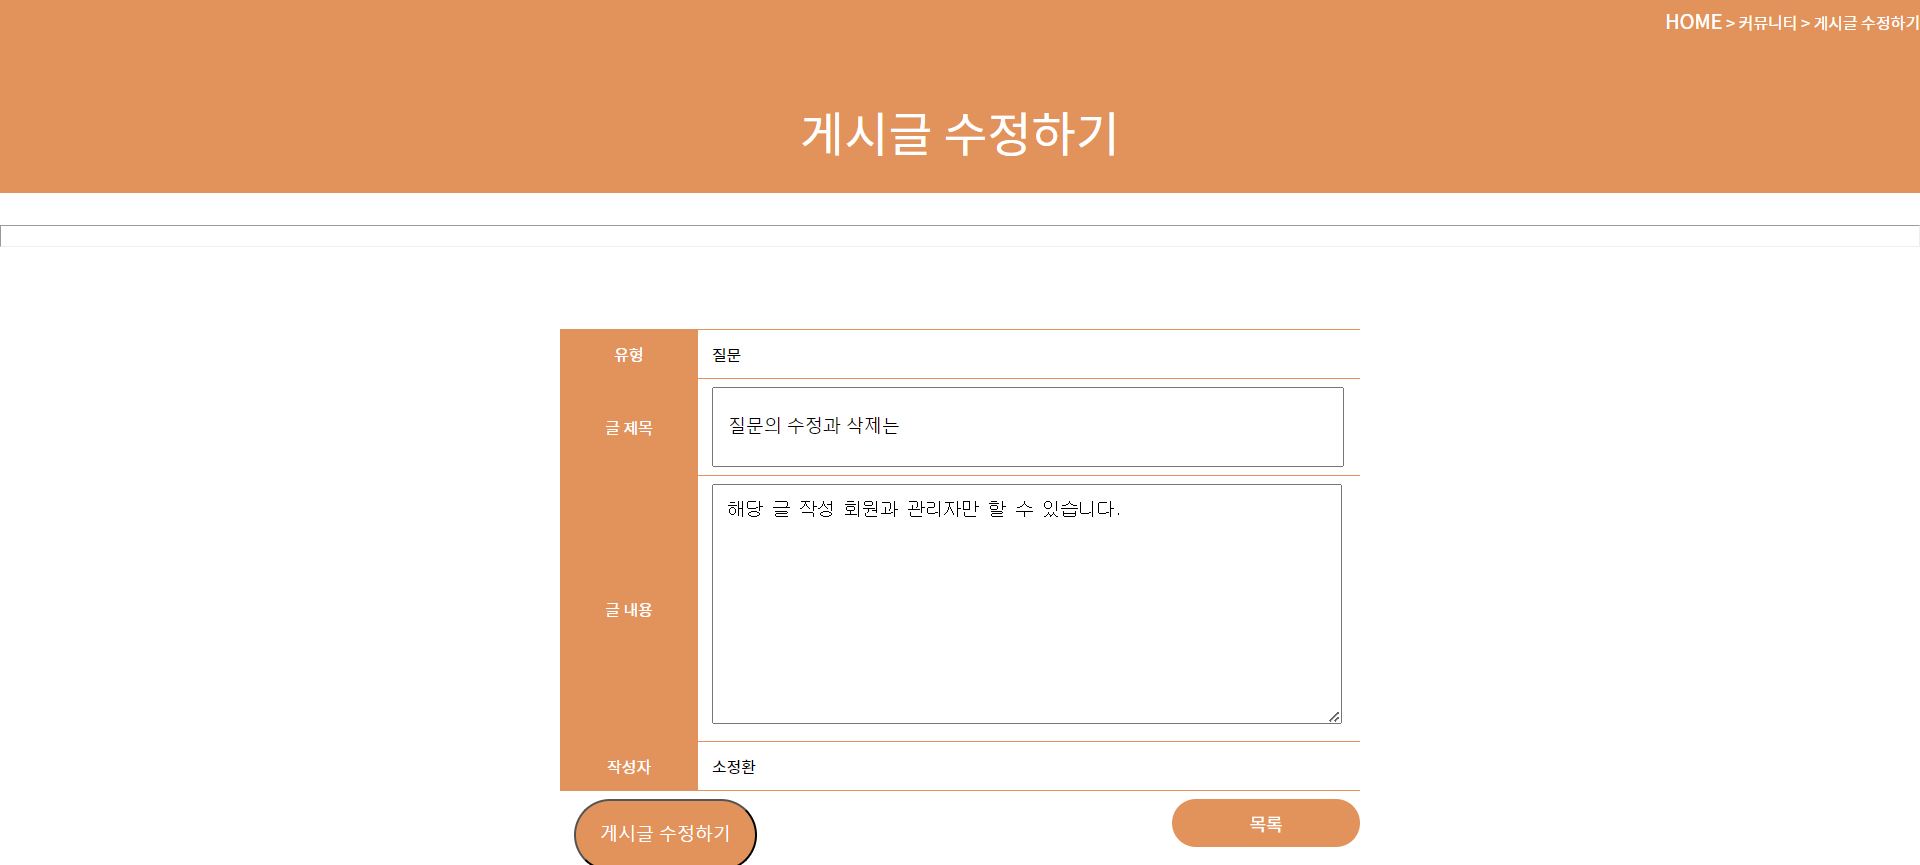 HOME > 커뮤니티 > 게시글 수정하기
게시글 수정하기
유형 질문
글 제목 질문의 수정과 삭제는
글 내용 해당 글 작성 회원과 관리자만 할 수 있습니다.
작성자 소정환
게시글 수정하기 목록